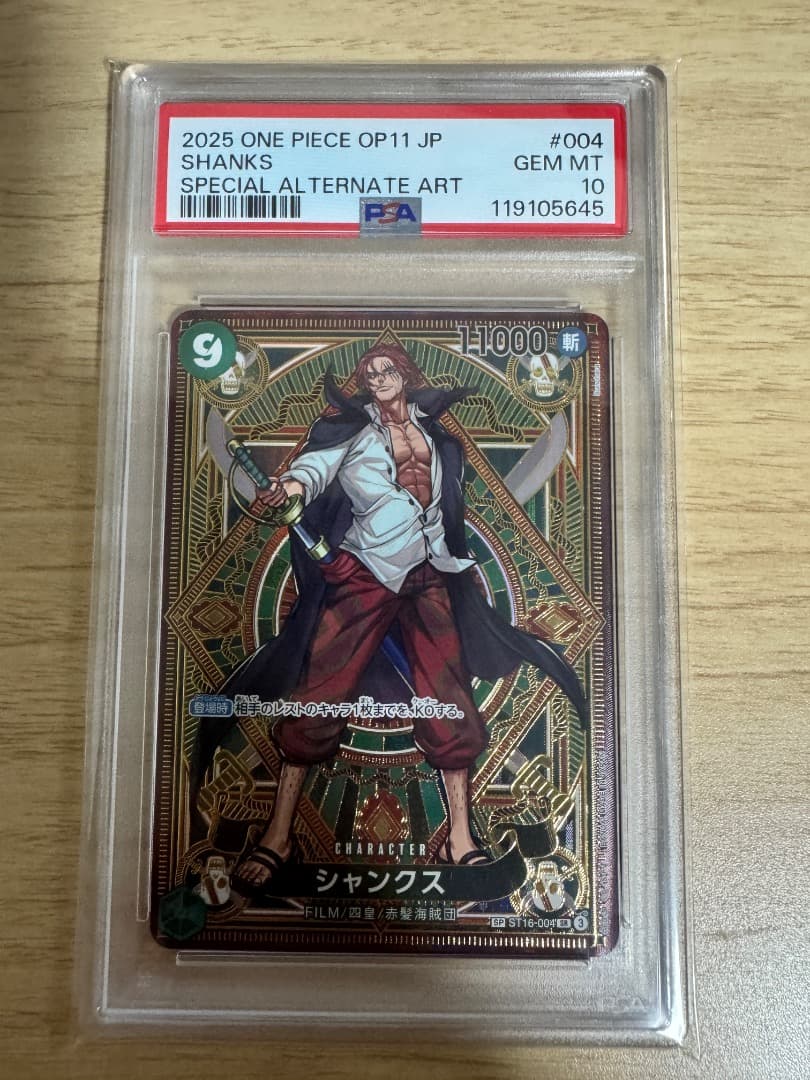 2025 ONE PIECE OP11 JP #004
SHANKS GEM MT
SPECIAL ALTERNATE ART 10
PSA 119105645
9 11000 斬
登場時 相手のレストのキャラ1枚までを、KOする。
CHARACTER
シャンクス
FILM/四皇/赤髪海賊団
SP ST16-004 SR 3
PSA